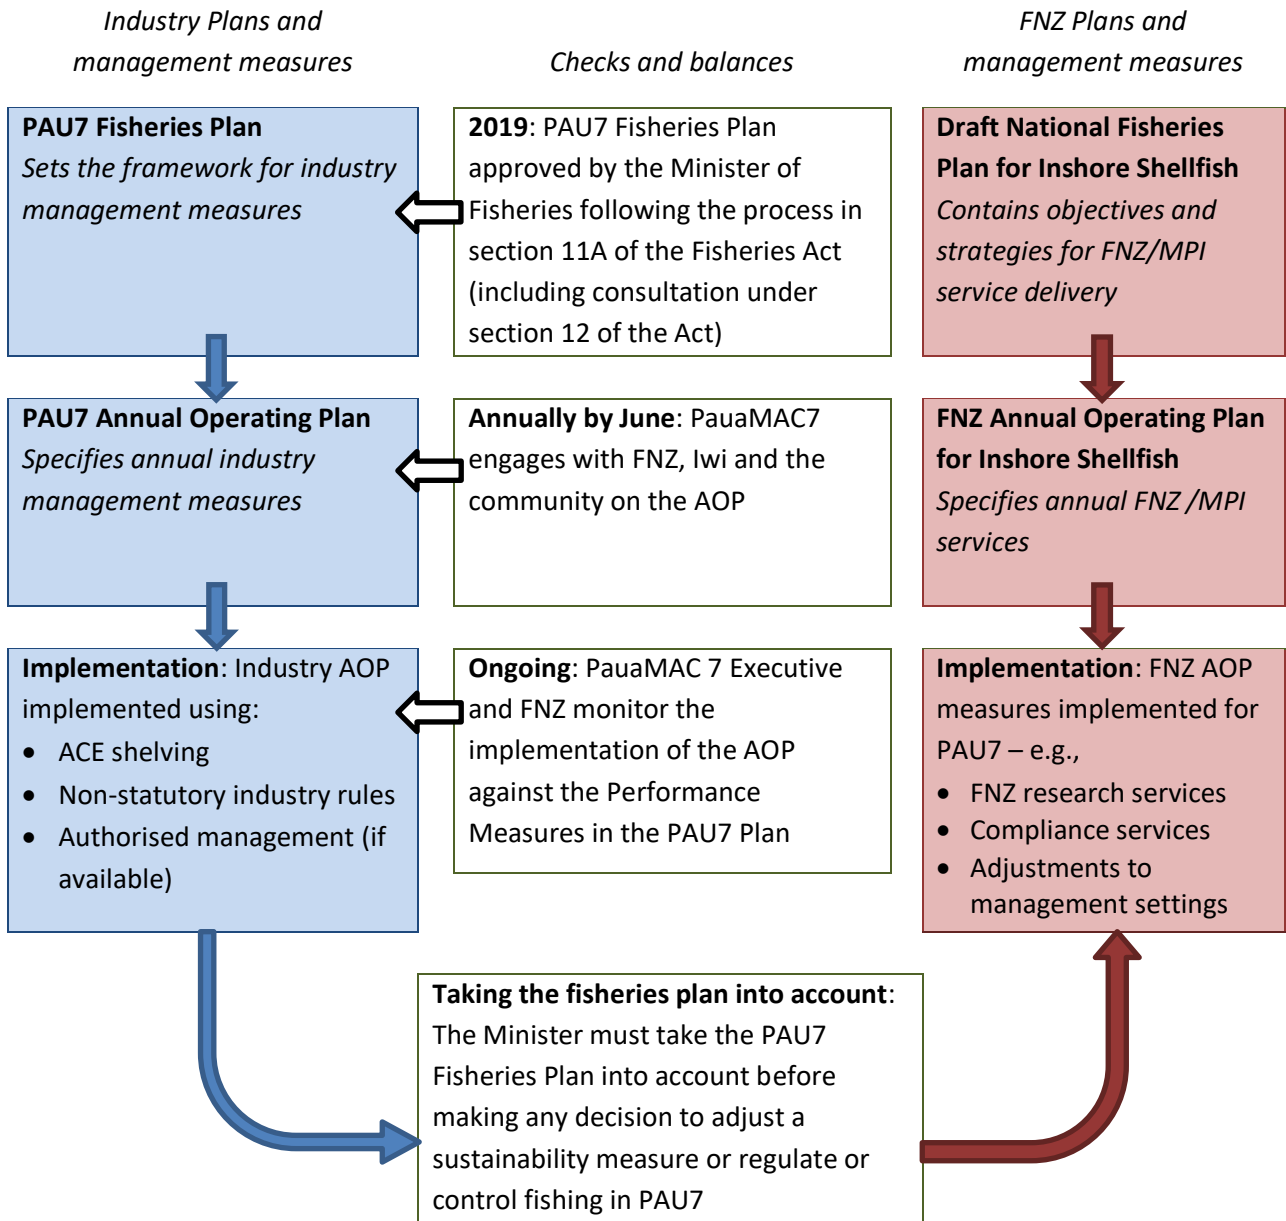 Industry Plans and
management measures
Checks and balances
FNZ Plans and
management measures
PAU7 Fisheries Plan
Sets the framework for industry
management measures
2019: PAU7 Fisheries Plan
approved by the Minister of
Fisheries following the process in
section 11A of the Fisheries Act
(including consultation under
section 12 of the Act)
Draft National Fisheries
Plan for Inshore Shellfish
Contains objectives and
strategies for FNZ/MPI
service delivery
PAU7 Annual Operating Plan
Specifies annual industry
management measures
Annually by June: PauaMAC7
engages with FNZ, Iwi and the
community on the AOP
FNZ Annual Operating Plan
for Inshore Shellfish
Specifies annual FNZ /MPI
services
Implementation: Industry AOP
implemented using:
• ACE shelving
• Non-statutory industry rules
• Authorised management (if
available)
Ongoing: PauaMAC 7 Executive
and FNZ monitor the
implementation of the AOP
against the Performance
Measures in the PAU7 Plan
Implementation: FNZ AOP
measures implemented for
PAU7 – e.g.,
• FNZ research services
• Compliance services
• Adjustments to
management settings
Taking the fisheries plan into account:
The Minister must take the PAU7
Fisheries Plan into account before
making any decision to adjust a
sustainability measure or regulate or
control fishing in PAU7